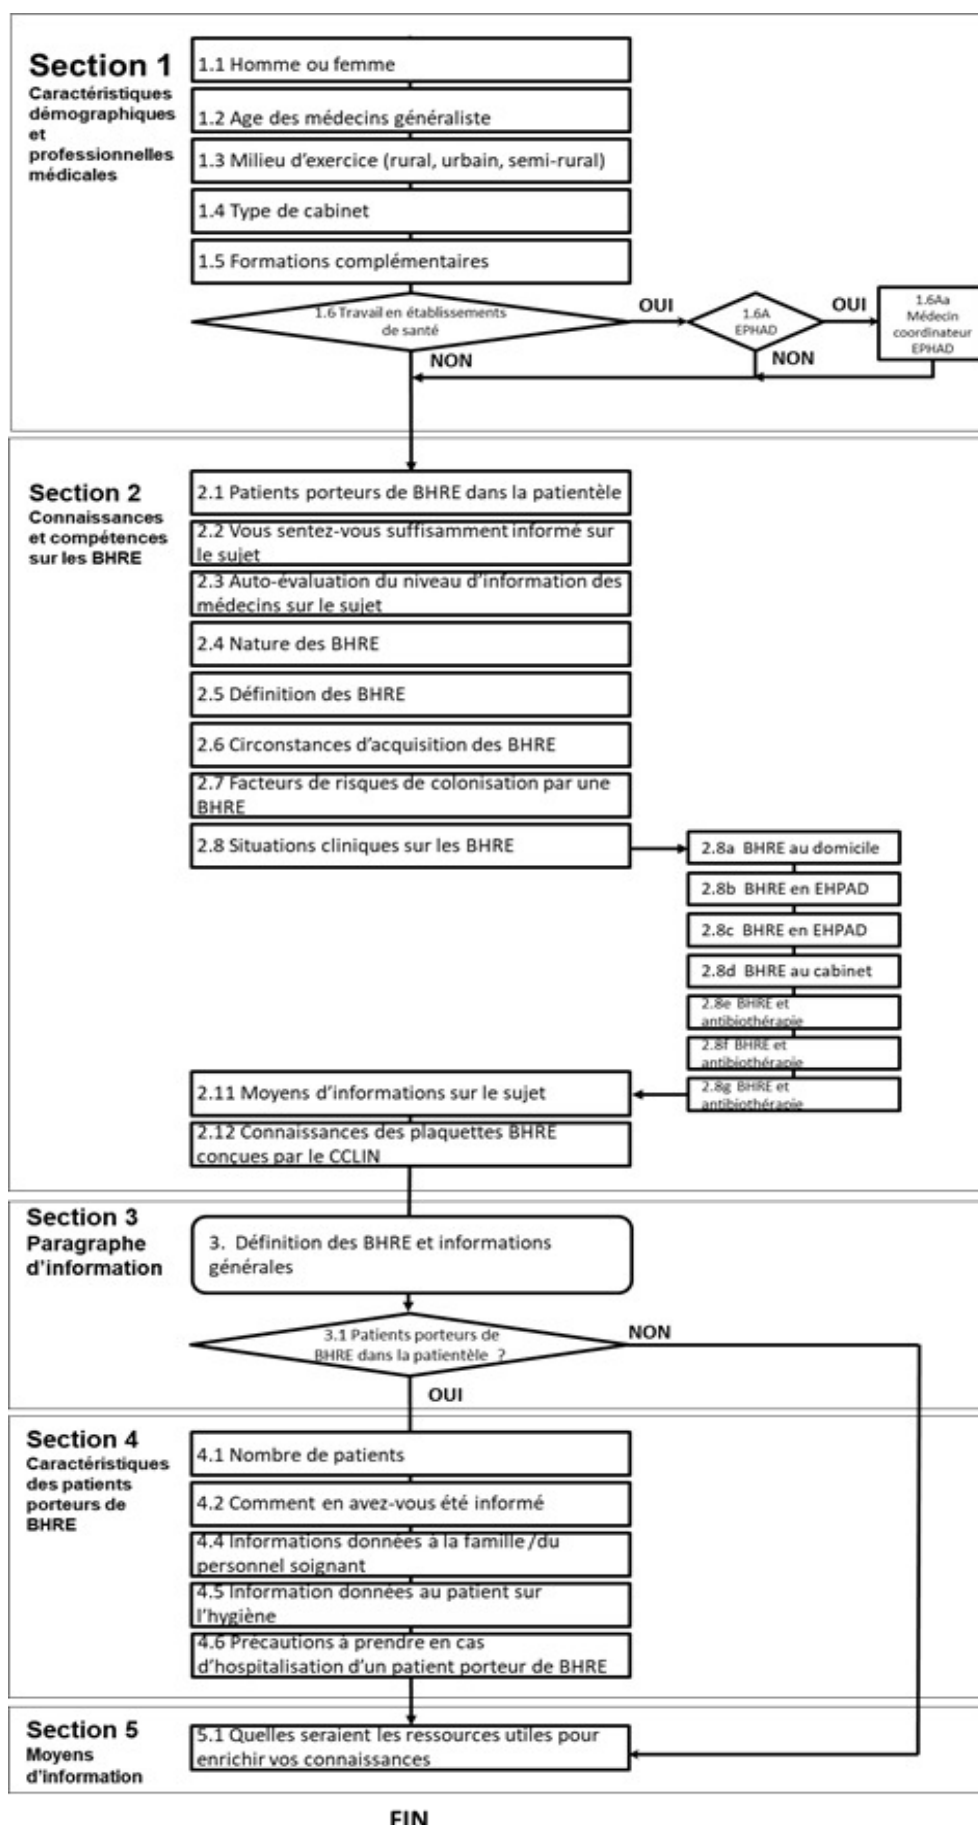 Section 1
Caractéristiques
démographiques
et
professionnelles
médicales
1.1 Homme ou femme
1.2 Age des médecins généraliste
1.3 Milieu d'exercice (rural, urbain, semi-rural)
1.4 Type de cabinet
1.5 Formations complémentaires
1.6 Travail en établissements
de santé
OUI
1.6A
EPHAD
OUI
1.6Aa
Médecin
coordinateur
EPHAD
NON
NON
Section 2
Connaissances
et compétences
sur les BHRE
2.1 Patients porteurs de BHRE dans la patientèle
2.2 Vous sentez-vous suffisamment informé sur
le sujet
2.3 Auto-évaluation du niveau d'information des
médecins sur le sujet
2.4 Nature des BHRE
2.5 Définition des BHRE
2.6 Circonstances d'acquisition des BHRE
2.7 Facteurs de risques de colonisation par une
BHRE
2.8 Situations cliniques sur les BHRE
2.8a BHRE au domicile
2.8b BHRE en EHPAD
2.8c BHRE en EHPAD
2.8d BHRE au cabinet
2.8e BHRE et
antibiothérapie
2.8f BHRE et
antibiothérapie
2.8g BHRE et
antibiothérapie
2.11 Moyens d'informations sur le sujet
2.12 Connaissances des plaquettes BHRE
conçues par le CCLIN
Section 3
Paragraphe
d'information
3. Définition des BHRE et informations
générales
3.1 Patients porteurs de
BHRE dans la patientèle ?
NON
OUI
Section 4
Caractéristiques
des patients
porteurs de
BHRE
4.1 Nombre de patients
4.2 Comment en avez-vous été informé
4.4 Informations données à la famille /du
personnel soignant
4.5 Information données au patient sur
l'hygiène
4.6 Précautions à prendre en cas
d'hospitalisation d'un patient porteur de BHRE
Section 5
Moyens
d'information
5.1 Quelles seraient les ressources utiles pour
enrichir vos connaissances
FIN